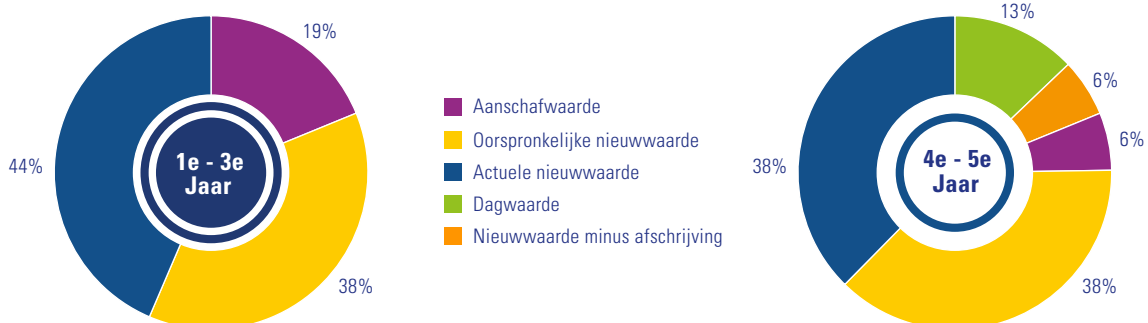 19%
44%
1e - 3e
Jaar
38%
Aanschafwaarde
Oorspronkelijke nieuwwaarde
Actuele nieuwwaarde
Dagwaarde
Nieuwwaarde minus afschrijving
13%
6%
6%
38%
4e - 5e
Jaar
38%